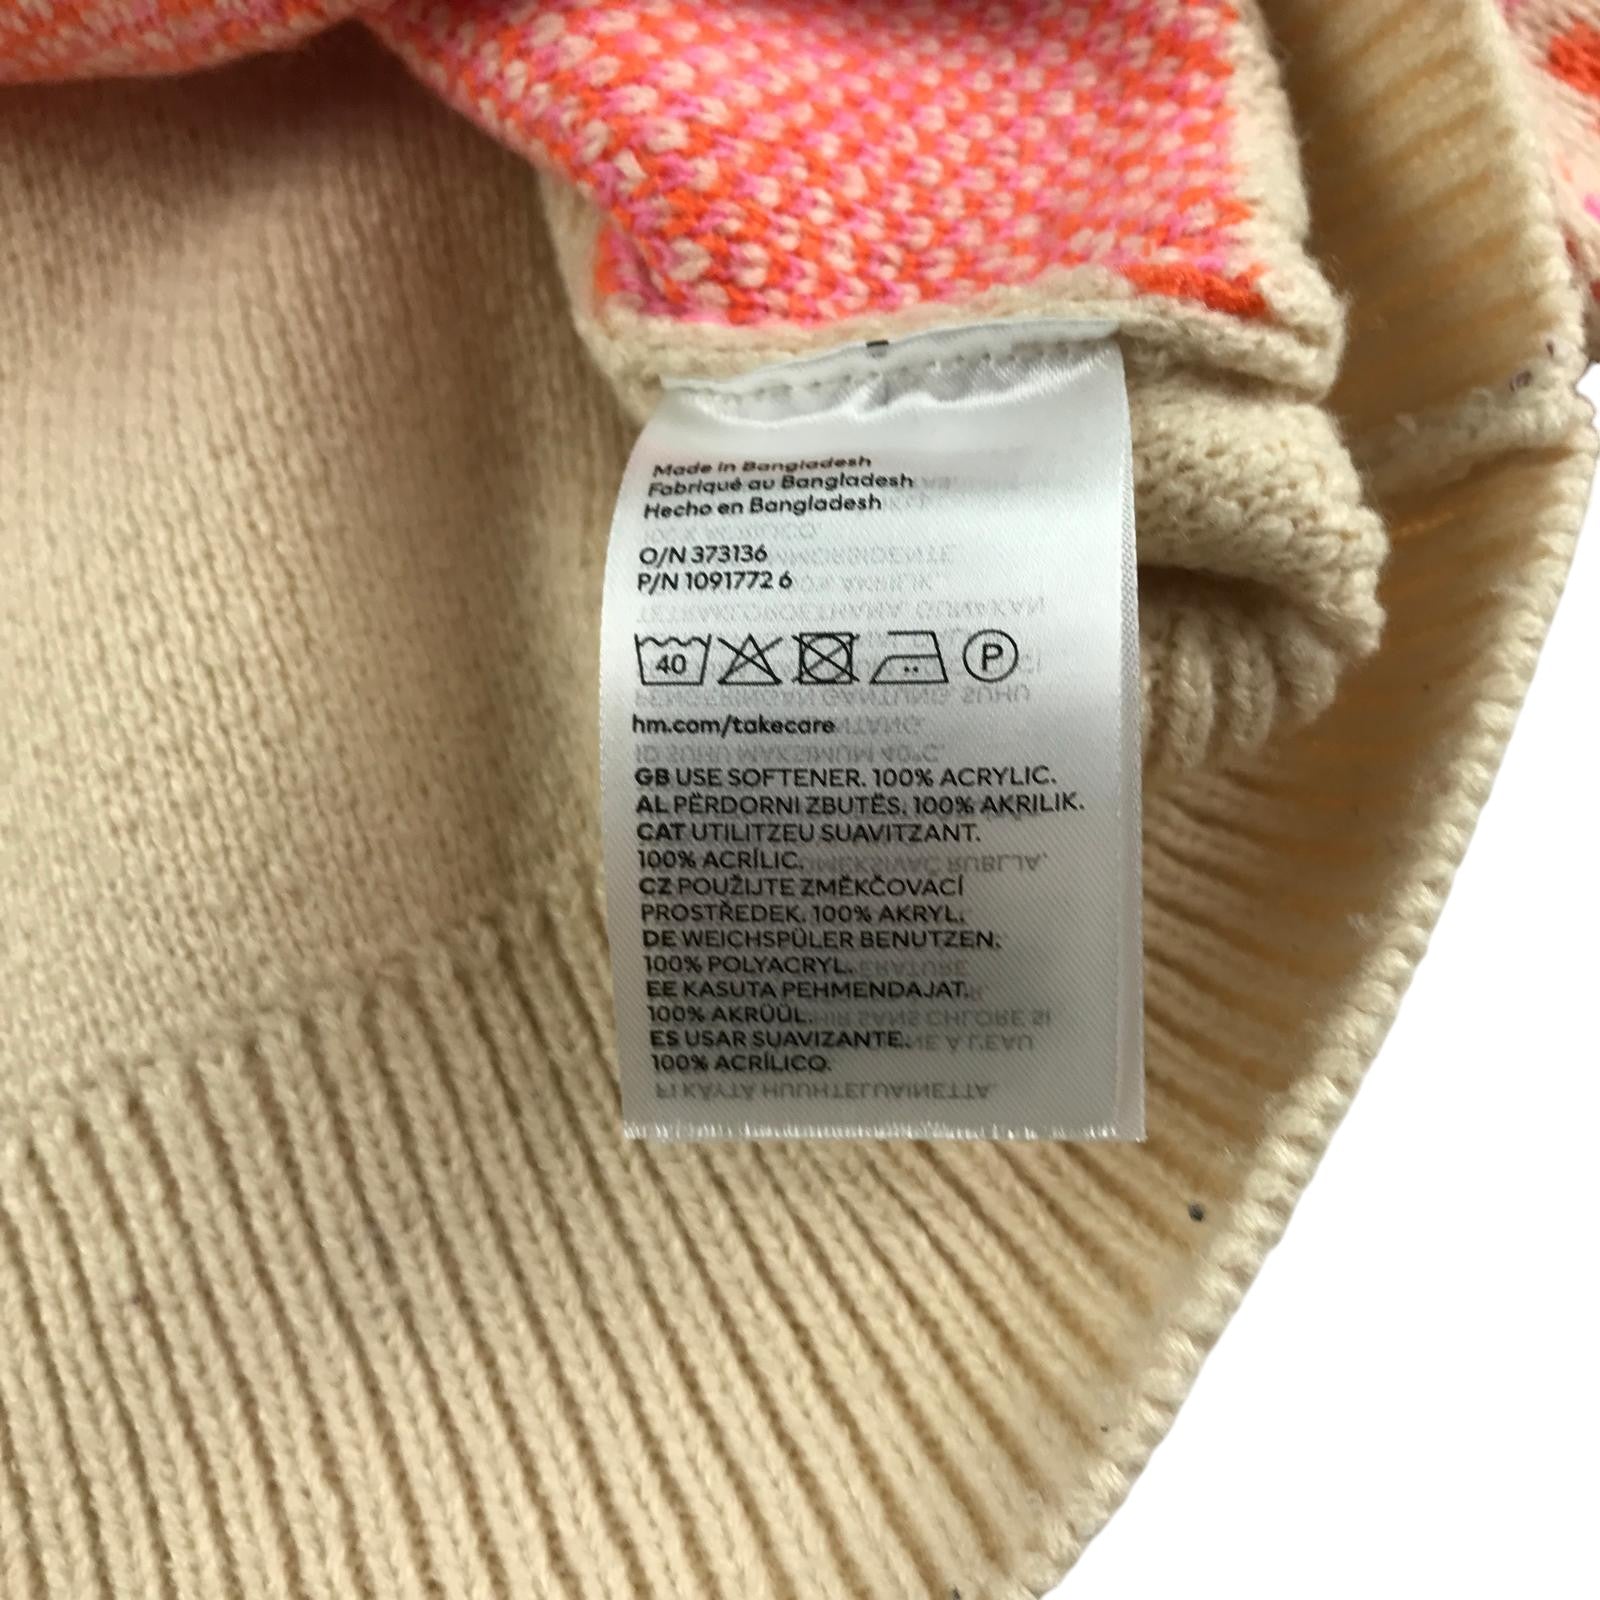 Made in Bangladesh
Fabriqué au Bangladesh
Hecho en Bangladesh
O/N 373136
P/N 1091772 6
40 P
hm.com/takecare
GB USE SOFTENER. 100% ACRYLIC.
AL PËRDORNI ZBUTËS. 100% AKRILIK.
CAT UTILITZEU SUAVITZANT.
100% ACRÍLIC.
CZ POUŽIJTE ZMĚKČOVACÍ
PROSTŘEDEK. 100% AKRYL.
DE WEICHSPÜLER BENUTZEN.
100% POLYACRYL.
EE KASUTA PEHMENDAJAT.
100% AKRÜÜL.
ES USAR SUAVIZANTE.
100% ACRÍLICO.